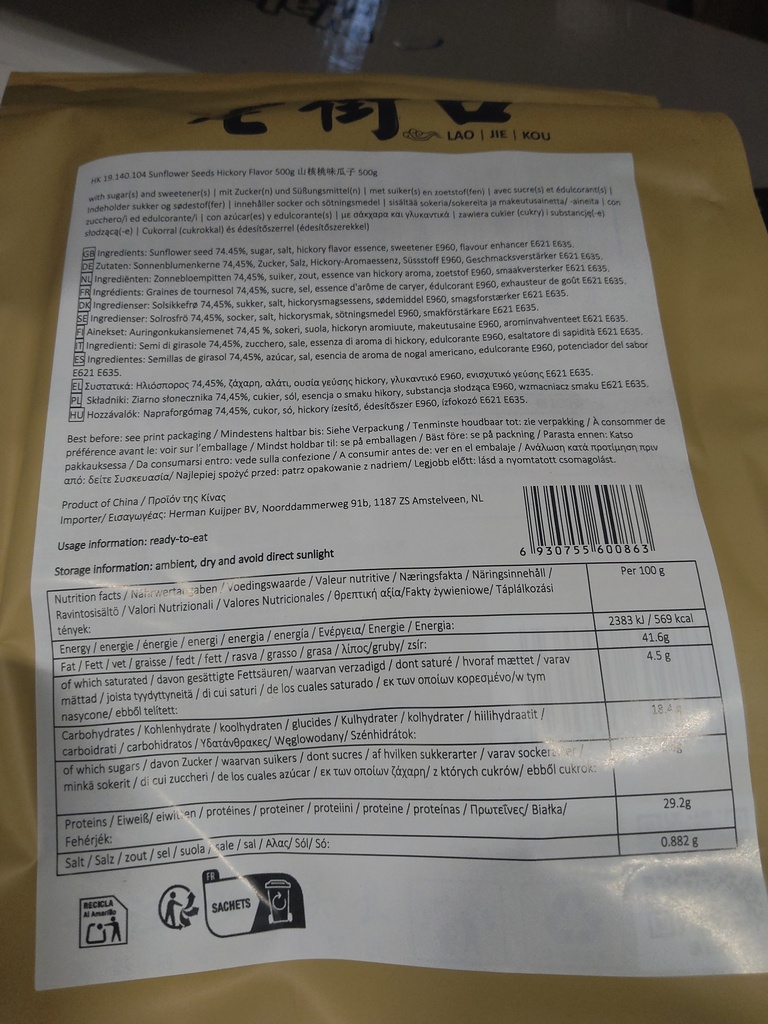 老街口
LAO | JIE | KOU
HK 19.140.104 Sunflower Seeds Hickory Flavor 500g 山核桃味瓜子 500g
with sugar(s) and sweetener(s) | mit Zucker(n) und Süßungsmittel(n) | met suiker(s) en zoetstof(fen) | avec sucre(s) et édulcorant(s) |
indeholder sukker og sødestof(fer) | innehåller socker och sötningsmedel | sisältää sokeria/sokereita ja makeutusainetta/ -aineita | con
zucchero/i ed edulcorante/i | con azúcar(es) y edulcorante(s) | με σάκχαρα και γλυκαντικά | zawiera cukier (cukry) i substancję(-e)
słodzącą(-e) | Cukorral (cukrokkal) és édesítőszerrel (édesítőszerekkel)
GB Ingredients: Sunflower seed 74,45%, sugar, salt, hickory flavor essence, sweetener E960, flavour enhancer E621 E635.
DE Zutaten: Sonnenblumenkerne 74,45%, Zucker, Salz, Hickory-Aromaessenz, Süssstoff E960, Geschmacksverstärker E621 E635.
NL Ingrediënten: Zonnebloempitten 74,45%, suiker, zout, essence van hickory aroma, zoetstof E960, smaakversterker E621 E635.
FR Ingrédients: Graines de tournesol 74,45%, sucre, sel, essence d'arôme de caryer, édulcorant E960, exhausteur de goût E621 E635.
DK Ingredienser: Solsikkefrø 74,45%, sukker, salt, hickorysmagsessens, sødemiddel E960, smagsforstærker E621 E635.
SE Ingredienser: Solrosfrö 74,45%, socker, salt, hickorysmak, sötningsmedel E960, smakförstärkare E621 E635.
FI Ainekset: Auringonkukansiemenet 74,45 %, sokeri, suola, hickoryn aromiuute, makeutusaine E960, arominvahventeet E621 E635.
IT Ingredienti: Semi di girasole 74,45%, zucchero, sale, essenza di aroma di hickory, edulcorante E960, esaltatore di sapidità E621 E635.
ES Ingredientes: Semillas de girasol 74,45%, azúcar, sal, esencia de aroma de nogal americano, edulcorante E960, potenciador del sabor
E621 E635.
EL Συστατικά: Ηλιόσπορος 74,45%, ζάχαρη, αλάτι, ουσία γεύσης hickory, γλυκαντικό E960, ενισχυτικό γεύσης E621 E635.
PL Składniki: Ziarno słonecznika 74,45%, cukier, sól, esencja o smaku hikory, substancja słodząca E960, wzmacniacz smaku E621 E635.
HU Hozzávalók: Napraforgómag 74,45%, cukor, só, hickory ízesítő, édesítőszer E960, ízfokozó E621 E635.
Best before: see print packaging / Mindestens haltbar bis: Siehe Verpackung / Tenminste houdbaar tot: zie verpakking / À consommer de
préférence avant le: voir sur l'emballage / Mindst holdbar til: se på emballagen / Bäst före: se på packning / Parasta ennen: Katso
pakkauksessa / Da consumarsi entro: vede sulla confezione / A consumir antes de: ver en el embalaje / Ανάλωση κατά προτίμηση πριν
από: δείτε Συσκευασία/ Najlepiej spożyć przed: patrz opakowanie z nadriem/ Legjobb előtt: lásd a nyomtatott csomagolást.
Product of China / Προϊόν της Κίνας
Importer/ Εισαγωγέας: Herman Kuijper BV, Noorddammerweg 91b, 1187 ZS Amstelveen, NL
Usage information: ready-to-eat
Storage information: ambient, dry and avoid direct sunlight
6 930755 600863
Nutrition facts / Nährwertangaben / Voedingswaarde / Valeur nutritive / Næringsfakta / Näringsinnehåll /
Ravintosisältö / Valori Nutrizionali / Valores Nutricionales / Θρεπτική αξία/Fakty żywieniowe/ Táplálkozási
tények:
Per 100 g
Energy / energie / énergie / energi / energia / energía / Ενέργεια/ Energie / Energia:
2383 kJ / 569 kcal
Fat / Fett / vet / graisse / fedt / fett / rasva / grasso / grasa / λίπος/gruby/ zsír:
41.6g
of which saturated / davon gesättigte Fettsäuren/ waarvan verzadigd / dont saturé / hvoraf mættet / varav
mättad / joista tyydyttyneitä / di cui saturi / de los cuales saturado / εκ των οποίων κορεσμένο/w tym
nasycone/ ebből telített:
4.5 g
Carbohydrates / Kohlenhydrate / koolhydraten / glucides / Kulhydrater / kolhydrater / hiilihydraatit /
carboidrati / carbohidratos / Υδατάνθρακες/ Węglowodany/ Szénhidrátok:
18.4 g
of which sugars / davon Zucker / waarvan suikers / dont sucres / af hvilken sukkerarter / varav sockerarter /
minkä sokerit / di cui zuccheri / de los cuales azúcar / εκ των οποίων ζάχαρη/ z których cukrów/ ebből cukrok:
Proteins / Eiweiß/ eiwitten / protéines / proteiner / proteiini / proteine / proteínas / Πρωτεΐνες/ Białka/
Fehérjék:
29.2g
Salt / Salz / zout / sel / suola / sale / sal / Αλας/ Sól/ Só:
0.882 g
RECICLA
Al Amarillo
FR
SACHETS